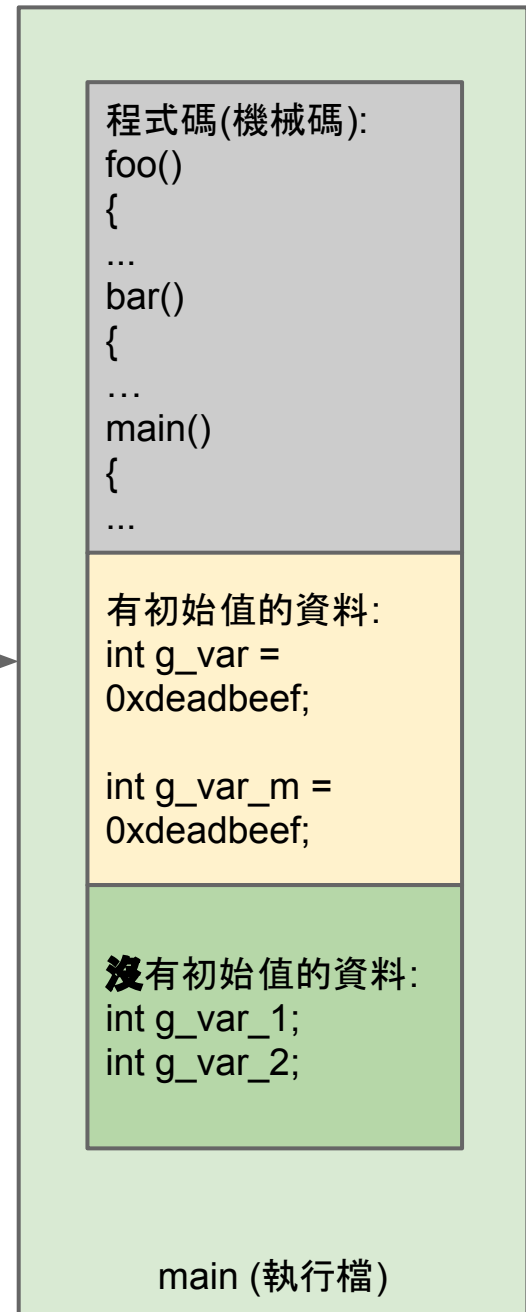 程式碼(機械碼):
foo()
{
...
bar()
{
…
main()
{
...
有初始值的資料:
int g_var =
0xdeadbeef;
int g_var_m =
0xdeadbeef;
沒有初始值的資料:
int g_var_1;
int g_var_2;
main (執行檔)